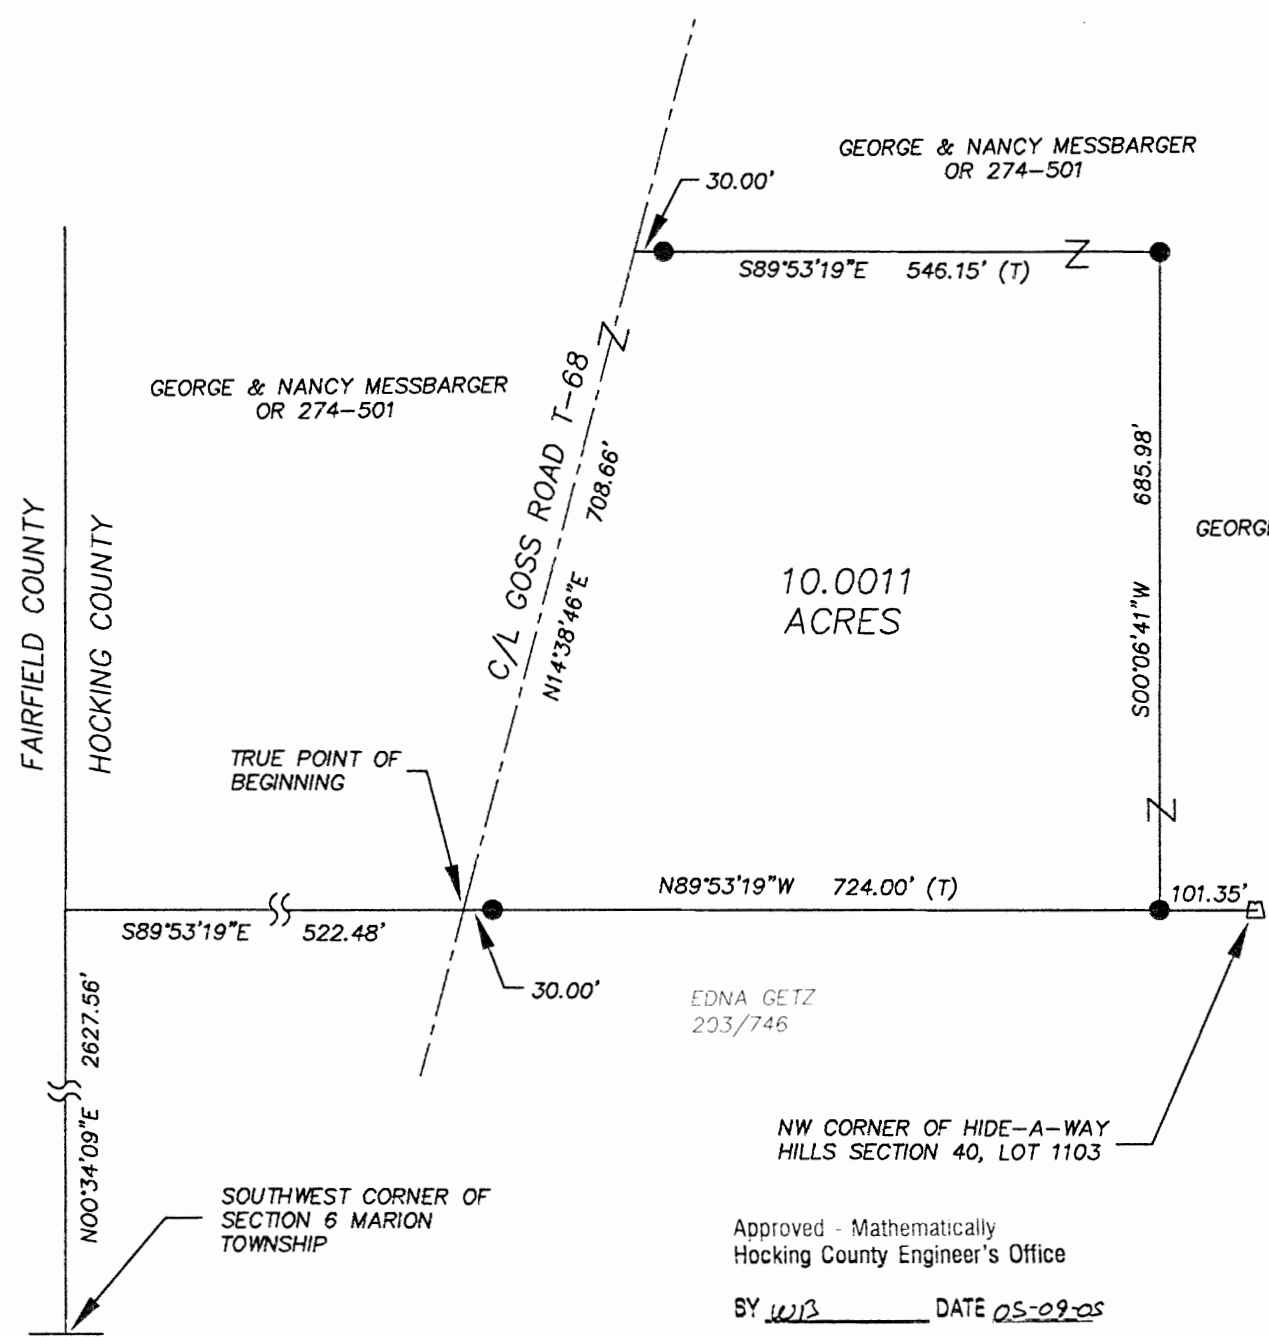 GEORGE & NANCY MESSBARGER
OR 274-501
30.00'
S89°53'19"E 546.15' (T)
GEORGE & NANCY MESSBARGER
OR 274-501
C/L GOSS ROAD T-68
N14°38'46"E 708.66'
S00°06'41"W 685.98'
GEORGE
10.0011
ACRES
FAIRFIELD COUNTY
HOCKING COUNTY
TRUE POINT OF
BEGINNING
N89°53'19"W 724.00' (T)
101.35'
S89°53'19"E 522.48'
30.00'
EDNA GETZ
203/746
N00°34'09"E 2627.56'
NW CORNER OF HIDE-A-WAY
HILLS SECTION 40, LOT 1103
SOUTHWEST CORNER OF
SECTION 6 MARION
TOWNSHIP
Approved - Mathematically
Hocking County Engineer's Office
BY WB DATE 05-09-05